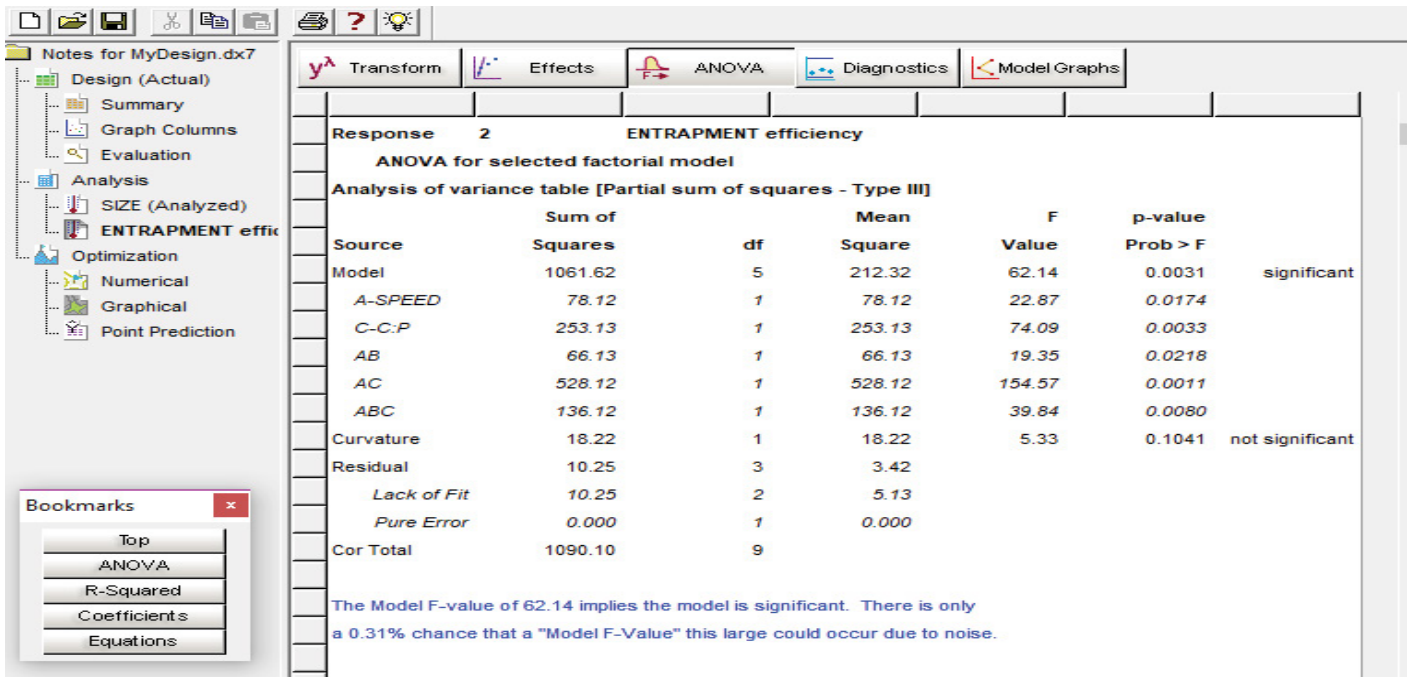 Notes for MyDesign.dx7
Design (Actual)
Summary
Graph Columns
Evaluation
Analysis
SIZE (Analyzed)
ENTRAPMENT effic
Optimization
Numerical
Graphical
Point Prediction
Bookmarks
Top
ANOVA
R-Squared
Coefficients
Equations
yλ Transform Effects ANOVA Diagnostics Model Graphs
Response 2 ENTRAPMENT efficiency
ANOVA for selected factorial model
Analysis of variance table [Partial sum of squares - Type III]
Sum of Mean F p-value
Source Squares df Square Value Prob > F
Model 1061.62 5 212.32 62.14 0.0031 significant
A-SPEED 78.12 1 78.12 22.87 0.0174
C-C:P 253.13 1 253.13 74.09 0.0033
AB 66.13 1 66.13 19.35 0.0218
AC 528.12 1 528.12 154.57 0.0011
ABC 136.12 1 136.12 39.84 0.0080
Curvature 18.22 1 18.22 5.33 0.1041 not significant
Residual 10.25 3 3.42
Lack of Fit 10.25 2 5.13
Pure Error 0.000 1 0.000
Cor Total 1090.10 9
The Model F-value of 62.14 implies the model is significant. There is only
a 0.31% chance that a "Model F-Value" this large could occur due to noise.